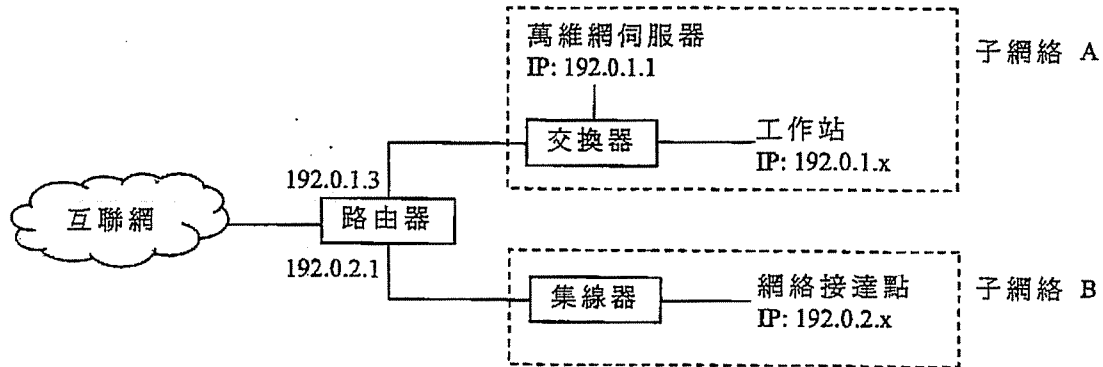 萬維網伺服器
IP: 192.0.1.1
子網絡 A
交換器
工作站
IP: 192.0.1.x
192.0.1.3
互聯網
路由器
192.0.2.1
集線器
網絡接達點
IP: 192.0.2.x
子網絡 B